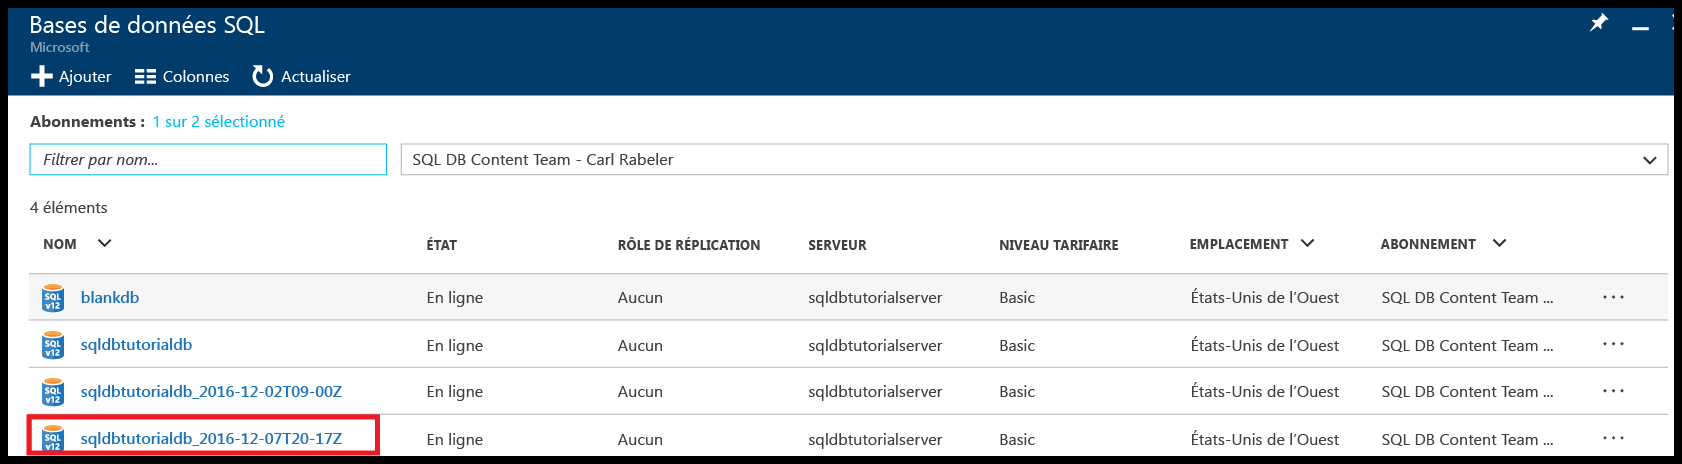 Bases de données SQL
Microsoft
Ajouter Colonnes Actualiser
Abonnements : 1 sur 2 sélectionné
Filtrer par nom... SQL DB Content Team - Carl Rabeler
4 éléments
NOM ÉTAT RÔLE DE RÉPLICATION SERVEUR NIVEAU TARIFAIRE EMPLACEMENT ABONNEMENT
SQL v12 blankdb En ligne Aucun sqldbtutorialserver Basic États-Unis de l’Ouest SQL DB Content Team ... ...
SQL v12 sqldbtutorialdb En ligne Aucun sqldbtutorialserver Basic États-Unis de l’Ouest SQL DB Content Team ... ...
SQL v12 sqldbtutorialdb_2016-12-02T09-00Z En ligne Aucun sqldbtutorialserver Basic États-Unis de l’Ouest SQL DB Content Team ... ...
SQL v12 sqldbtutorialdb_2016-12-07T20-17Z En ligne Aucun sqldbtutorialserver Basic États-Unis de l’Ouest SQL DB Content Team ... ...